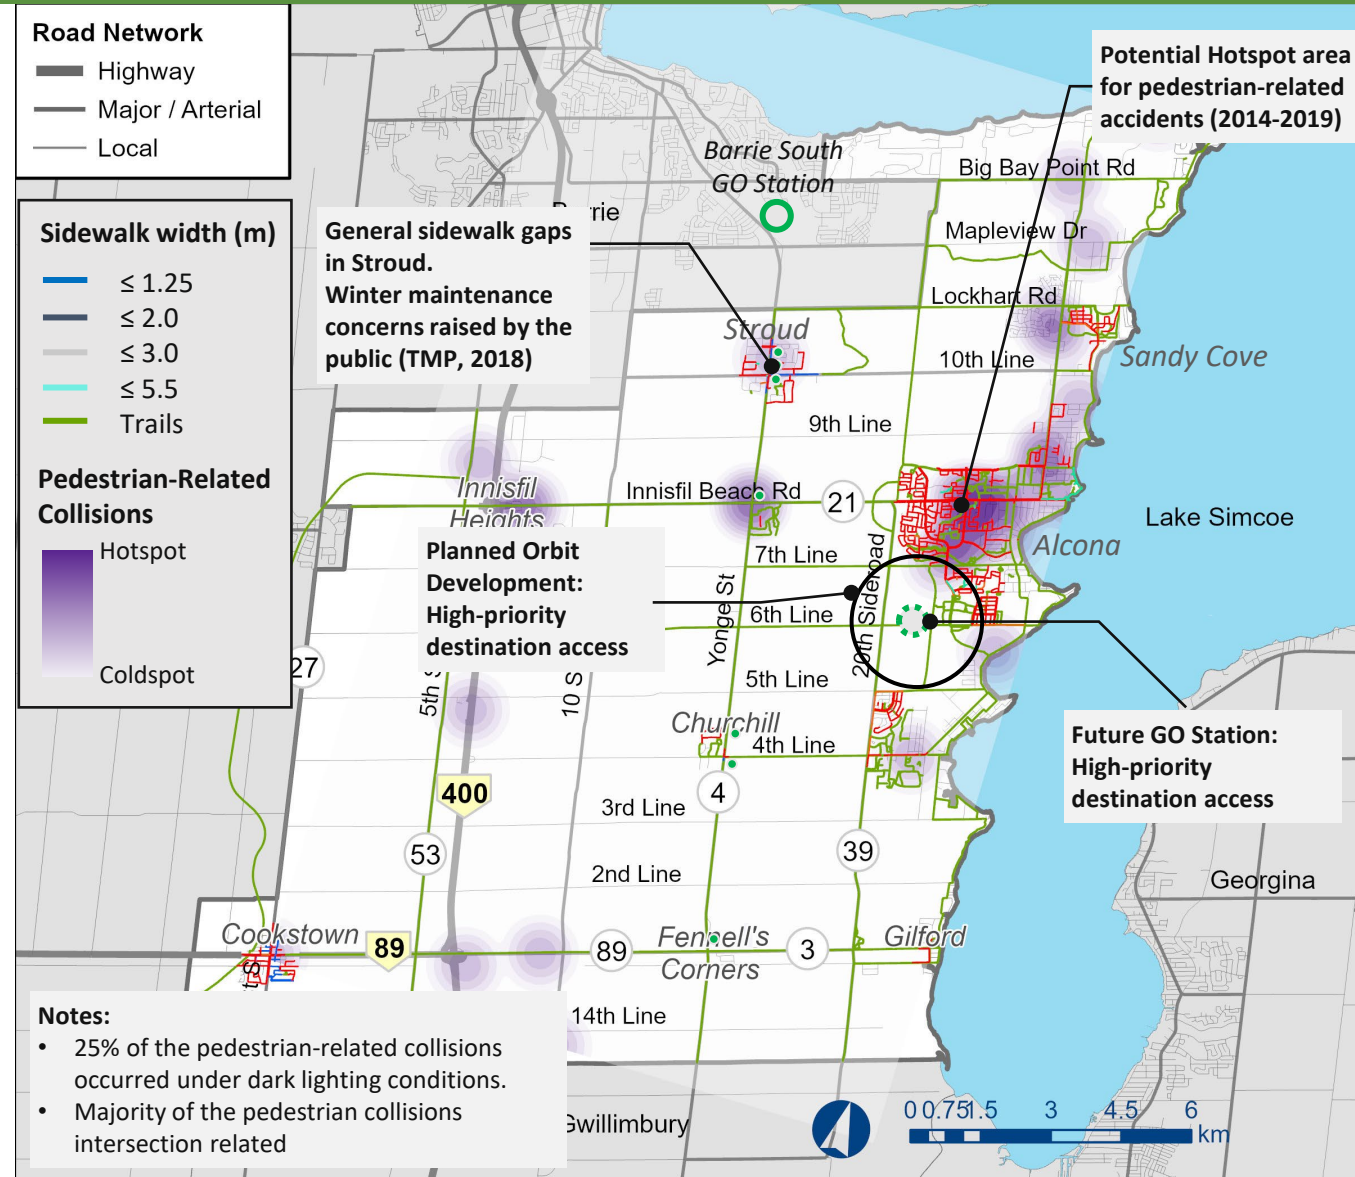 Road Network
Highway
Major / Arterial
Local
Sidewalk width (m)
≤ 1.25
≤ 2.0
≤ 3.0
≤ 5.5
Trails
Pedestrian-Related
Collisions
Hotspot
Coldspot
Potential Hotspot area
for pedestrian-related
accidents (2014-2019)
Barrie South
GO Station
Big Bay Point Rd
General sidewalk gaps
in Stroud.
Winter maintenance
concerns raised by the
public (TMP, 2018)
Mapleview Dr
Lockhart Rd
Stroud
10th Line
Sandy Cove
9th Line
Innisfil
Heights
Innisfil Beach Rd
21
Lake Simcoe
Alcona
Planned Orbit
Development:
High-priority
destination access
7th Line
20th Sideroad
Yonge St
6th Line
27
5th S
10 S
5th Line
Churchill
4th Line
Future GO Station:
High-priority
destination access
400
4
3rd Line
53
39
2nd Line
Georgina
Cookstown
89
89
Fennell's
Corners
3
Gilford
t S
14th Line
Notes:
• 25% of the pedestrian-related collisions
occurred under dark lighting conditions.
• Majority of the pedestrian collisions
intersection related
Gwillimbury
0 0.75 1.5 3 4.5 6
km